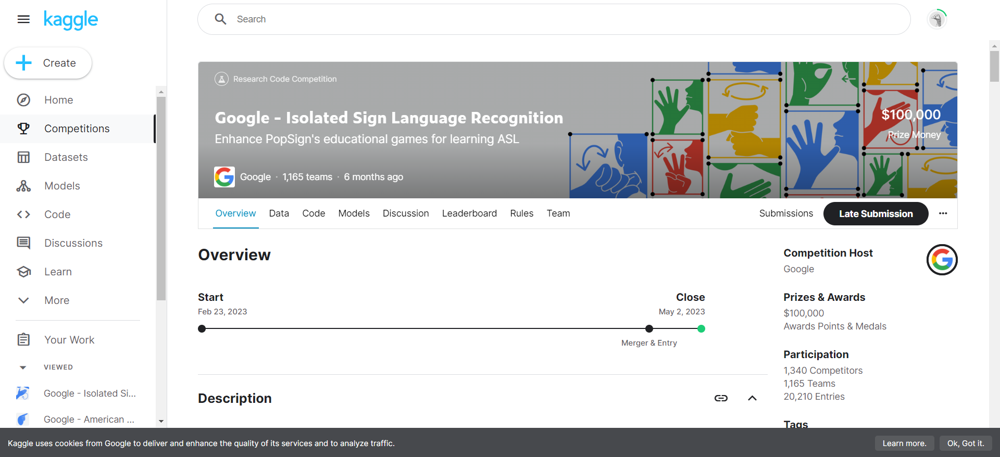 kaggle
Search
Create
Home
Competitions
Datasets
Models
Code
Discussions
Learn
More
Your Work
VIEWED
Google - Isolated Si...
Google - American ...
Research Code Competition
Google - Isolated Sign Language Recognition
Enhance PopSign's educational games for learning ASL
Google · 1,165 teams · 6 months ago
$100,000
Prize Money
Overview Data Code Models Discussion Leaderboard Rules Team Submissions Late Submission
Overview
Start
Feb 23, 2023
Close
May 2, 2023
Merger & Entry
Description
Competition Host
Google
Prizes & Awards
$100,000
Awards Points & Medals
Participation
1,340 Competitors
1,165 Teams
20,210 Entries
Tags
Kaggle uses cookies from Google to deliver and enhance the quality of its services and to analyze traffic.
Learn more.
Ok, Got it.